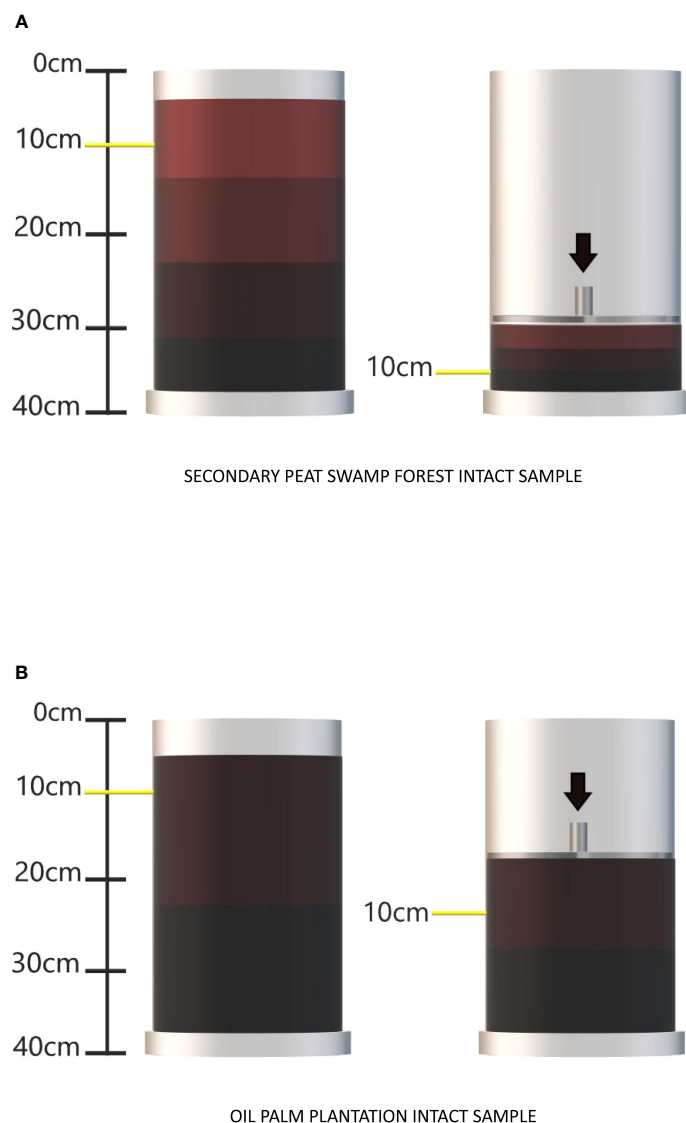 A
0cm
10cm
20cm
30cm
10cm
40cm
SECONDARY PEAT SWAMP FOREST INTACT SAMPLE
B
0cm
10cm
20cm
10cm
30cm
40cm
OIL PALM PLANTATION INTACT SAMPLE